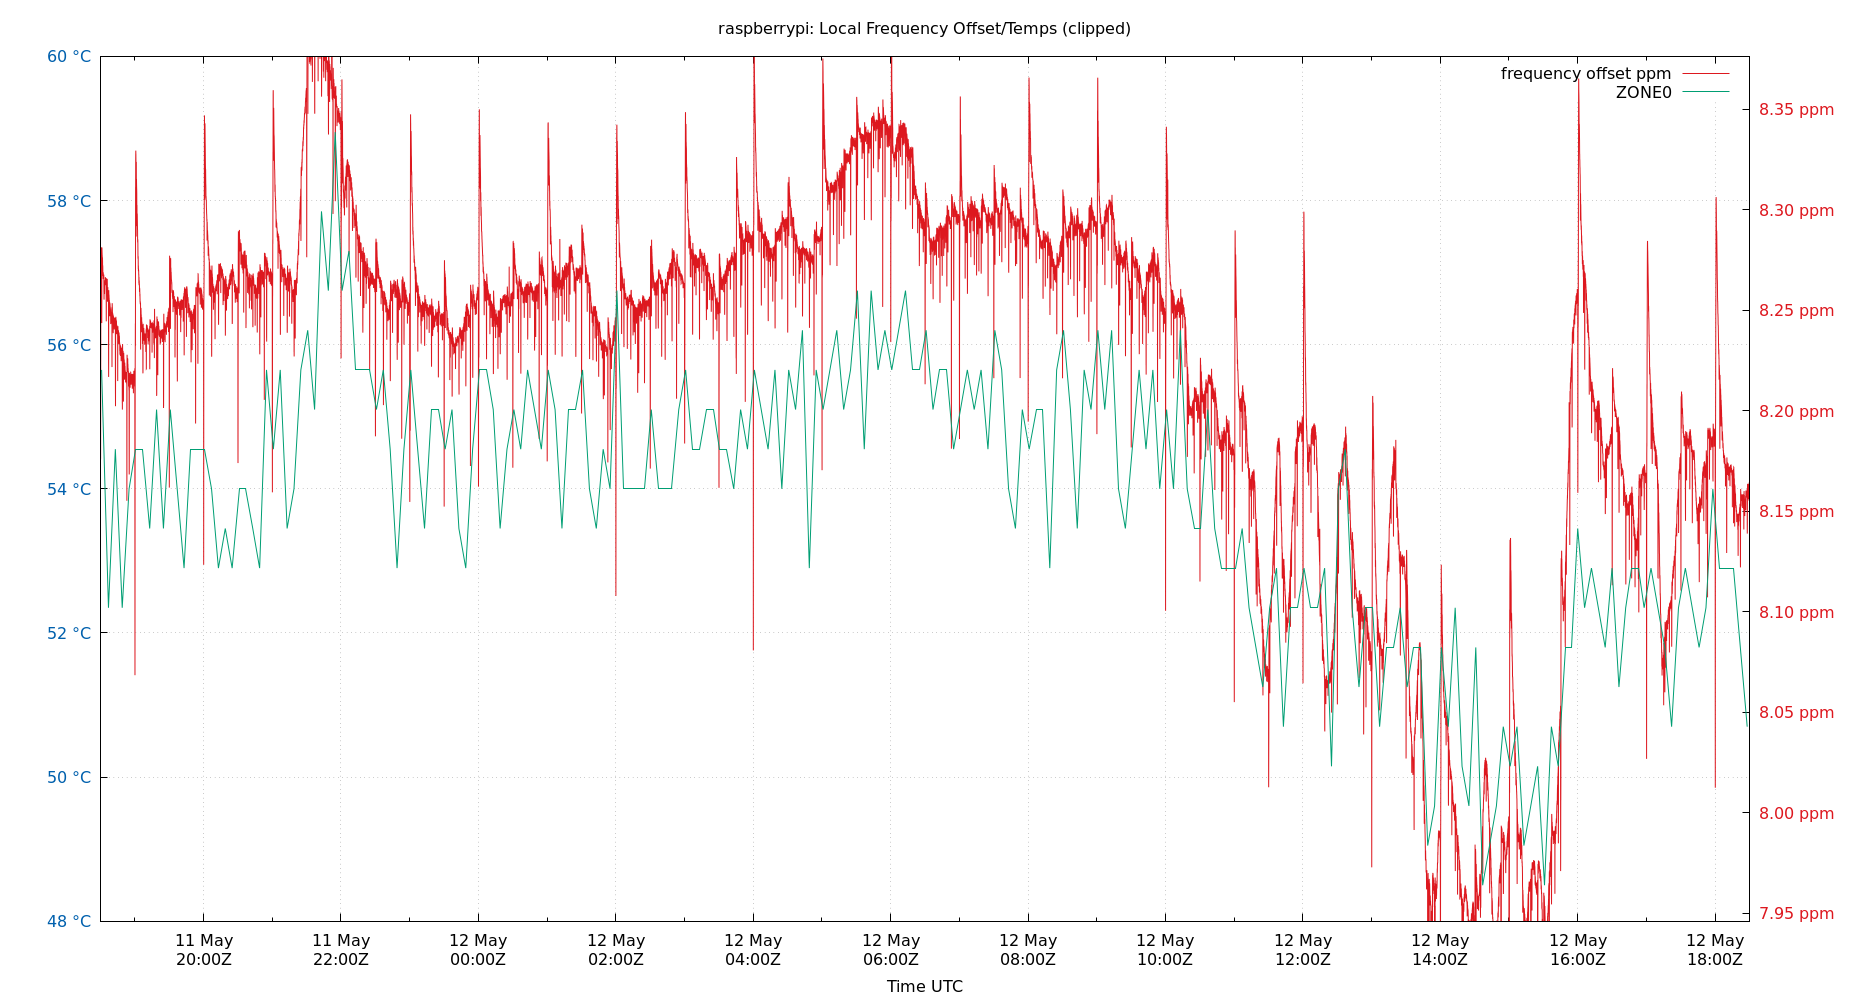 raspberrypi: Local Frequency Offset/Temps (clipped)
frequency offset ppm
ZONE0
60 °C
58 °C
56 °C
54 °C
52 °C
50 °C
48 °C
8.35 ppm
8.30 ppm
8.25 ppm
8.20 ppm
8.15 ppm
8.10 ppm
8.05 ppm
8.00 ppm
7.95 ppm
11 May
20:00Z
11 May
22:00Z
12 May
00:00Z
12 May
02:00Z
12 May
04:00Z
12 May
06:00Z
12 May
08:00Z
12 May
10:00Z
12 May
12:00Z
12 May
14:00Z
12 May
16:00Z
12 May
18:00Z
Time UTC